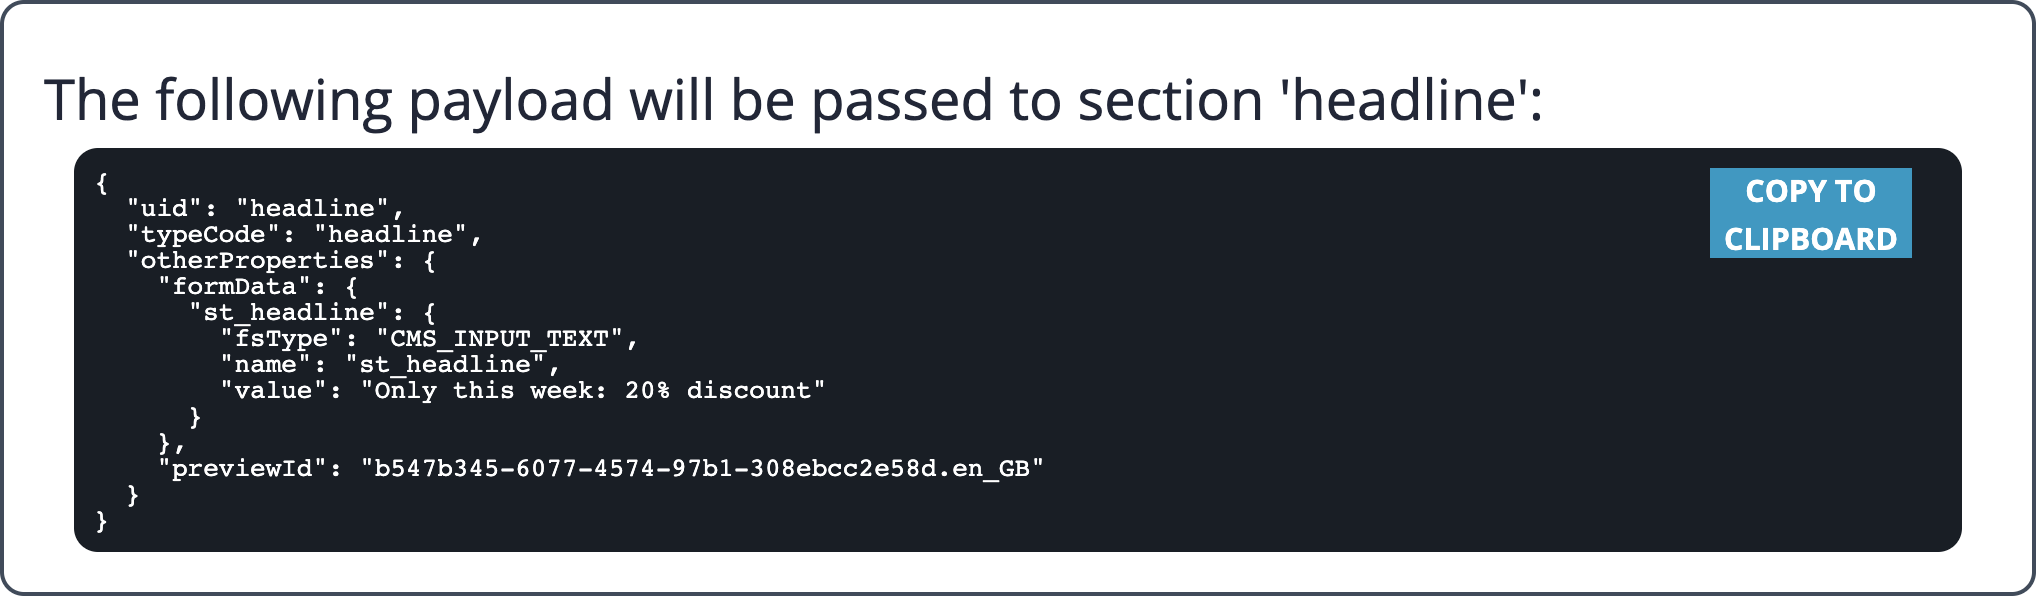 The following payload will be passed to section 'headline':
COPY TO
CLIPBOARD
{
  "uid": "headline",
  "typeCode": "headline",
  "otherProperties": {
    "formData": {
      "st_headline": {
        "fsType": "CMS_INPUT_TEXT",
        "name": "st_headline",
        "value": "Only this week: 20% discount"
      }
    },
    "previewId": "b547b345-6077-4574-97b1-308ebcc2e58d.en_GB"
  }
}